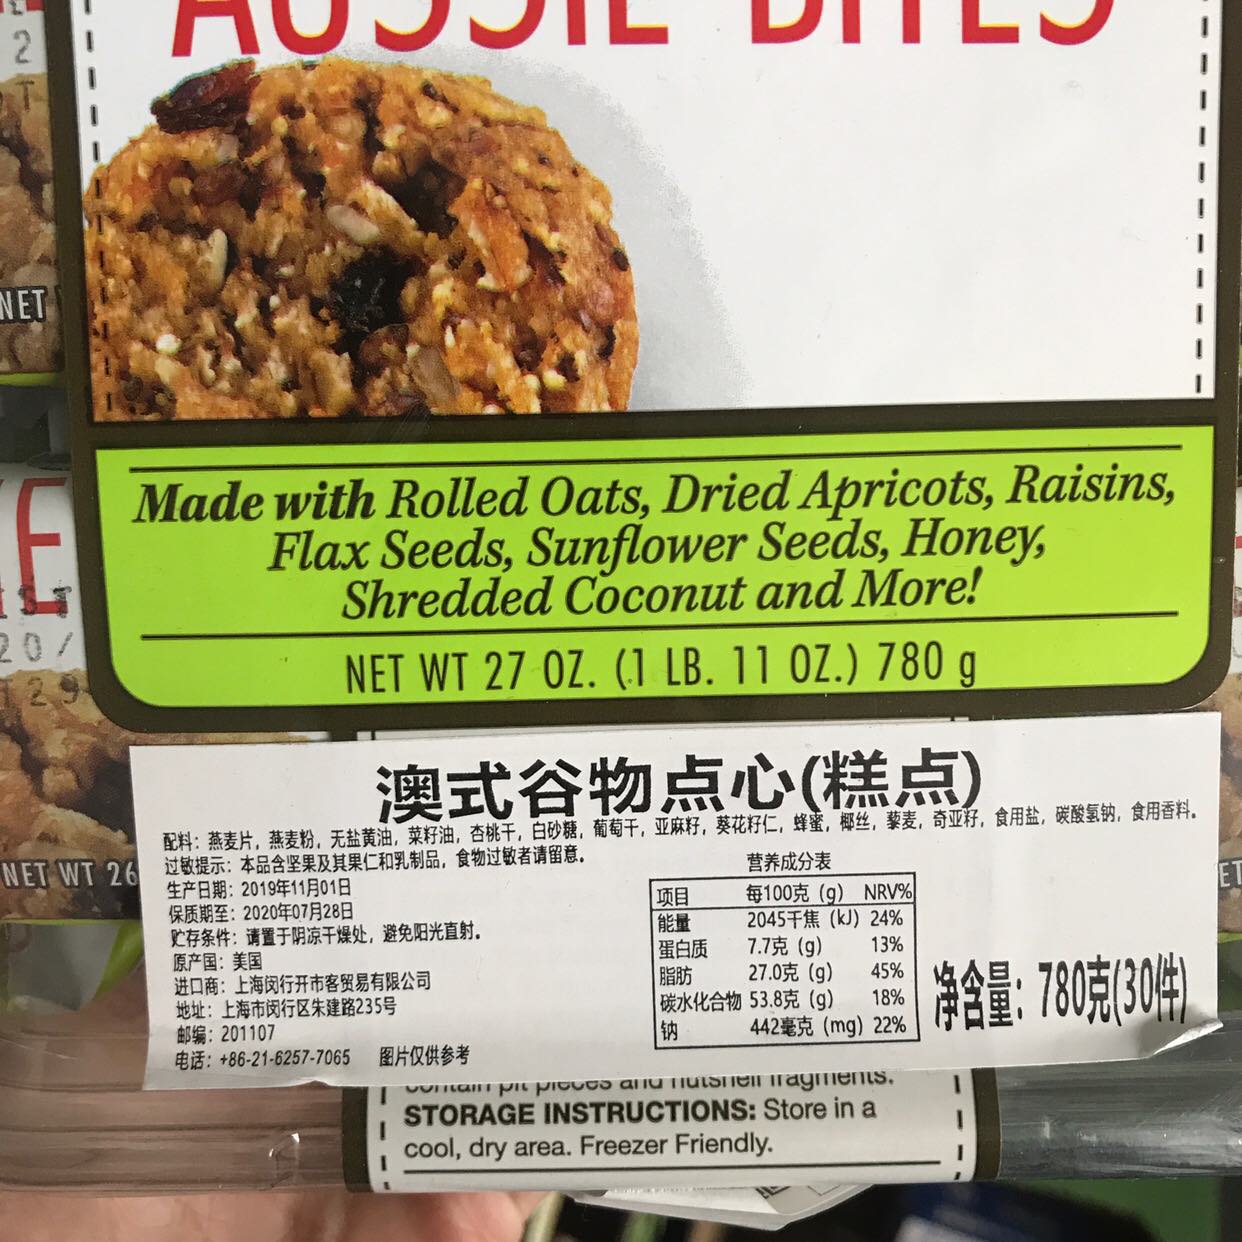 AUSSIE BITES
Made with Rolled Oats, Dried Apricots, Raisins,
Flax Seeds, Sunflower Seeds, Honey,
Shredded Coconut and More!
NET WT 27 OZ. (1 LB. 11 OZ.) 780 g
NET
NET WT 26
20/
29
澳式谷物点心(糕点)
配料：燕麦片，燕麦粉，无盐黄油，菜籽油，杏桃干，白砂糖，葡萄干，亚麻籽，葵花籽仁，蜂蜜，椰丝，藜麦，奇亚籽，食用盐，碳酸氢钠，食用香料。
过敏提示：本品含坚果及其果仁和乳制品，食物过敏者请留意。
生产日期：2019年11月01日
保质期至：2020年07月28日
贮存条件：请置于阴凉干燥处，避免阳光直射。
原产国：美国
进口商：上海闵行开市客贸易有限公司
地址：上海市闵行区朱建路235号
邮编：201107
电话：+86-21-6257-7065 图片仅供参考
营养成分表
项目 每100克 (g) NRV%
能量 2045千焦 (kJ) 24%
蛋白质 7.7克 (g) 13%
脂肪 27.0克 (g) 45%
碳水化合物 53.8克 (g) 18%
钠 442毫克 (mg) 22%
净含量：780克(30件)
contain pit pieces and nutshell fragments.
STORAGE INSTRUCTIONS: Store in a
cool, dry area. Freezer Friendly.